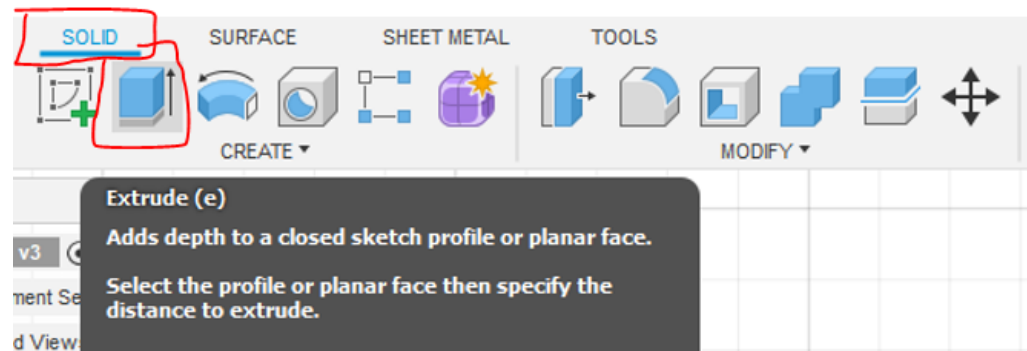 SOLID SURFACE SHEET METAL TOOLS
CREATE ▼ MODIFY ▼
Extrude (e)
Adds depth to a closed sketch profile or planar face.
v3
Select the profile or planar face then specify the
ment Se
distance to extrude.
d View